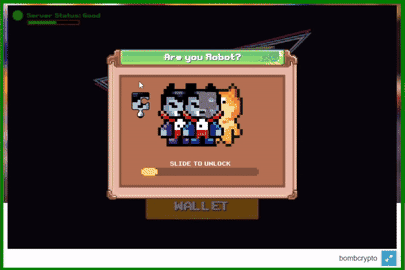 Server Status: Good
Are you Robot?
SLIDE TO UNLOCK
WALLET
bombcrypto